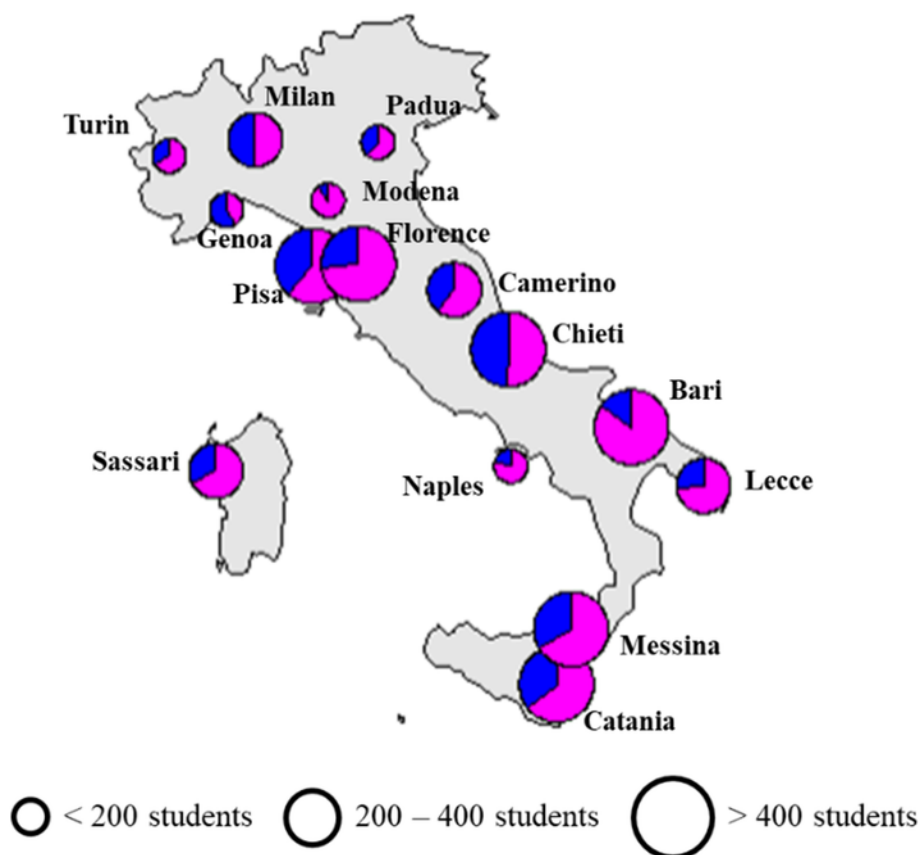 Milan
Padua
Turin
Modena
Genoa
Florence
Pisa
Camerino
Chieti
Bari
Sassari
Naples
Lecce
Messina
Catania
< 200 students
200 – 400 students
> 400 students